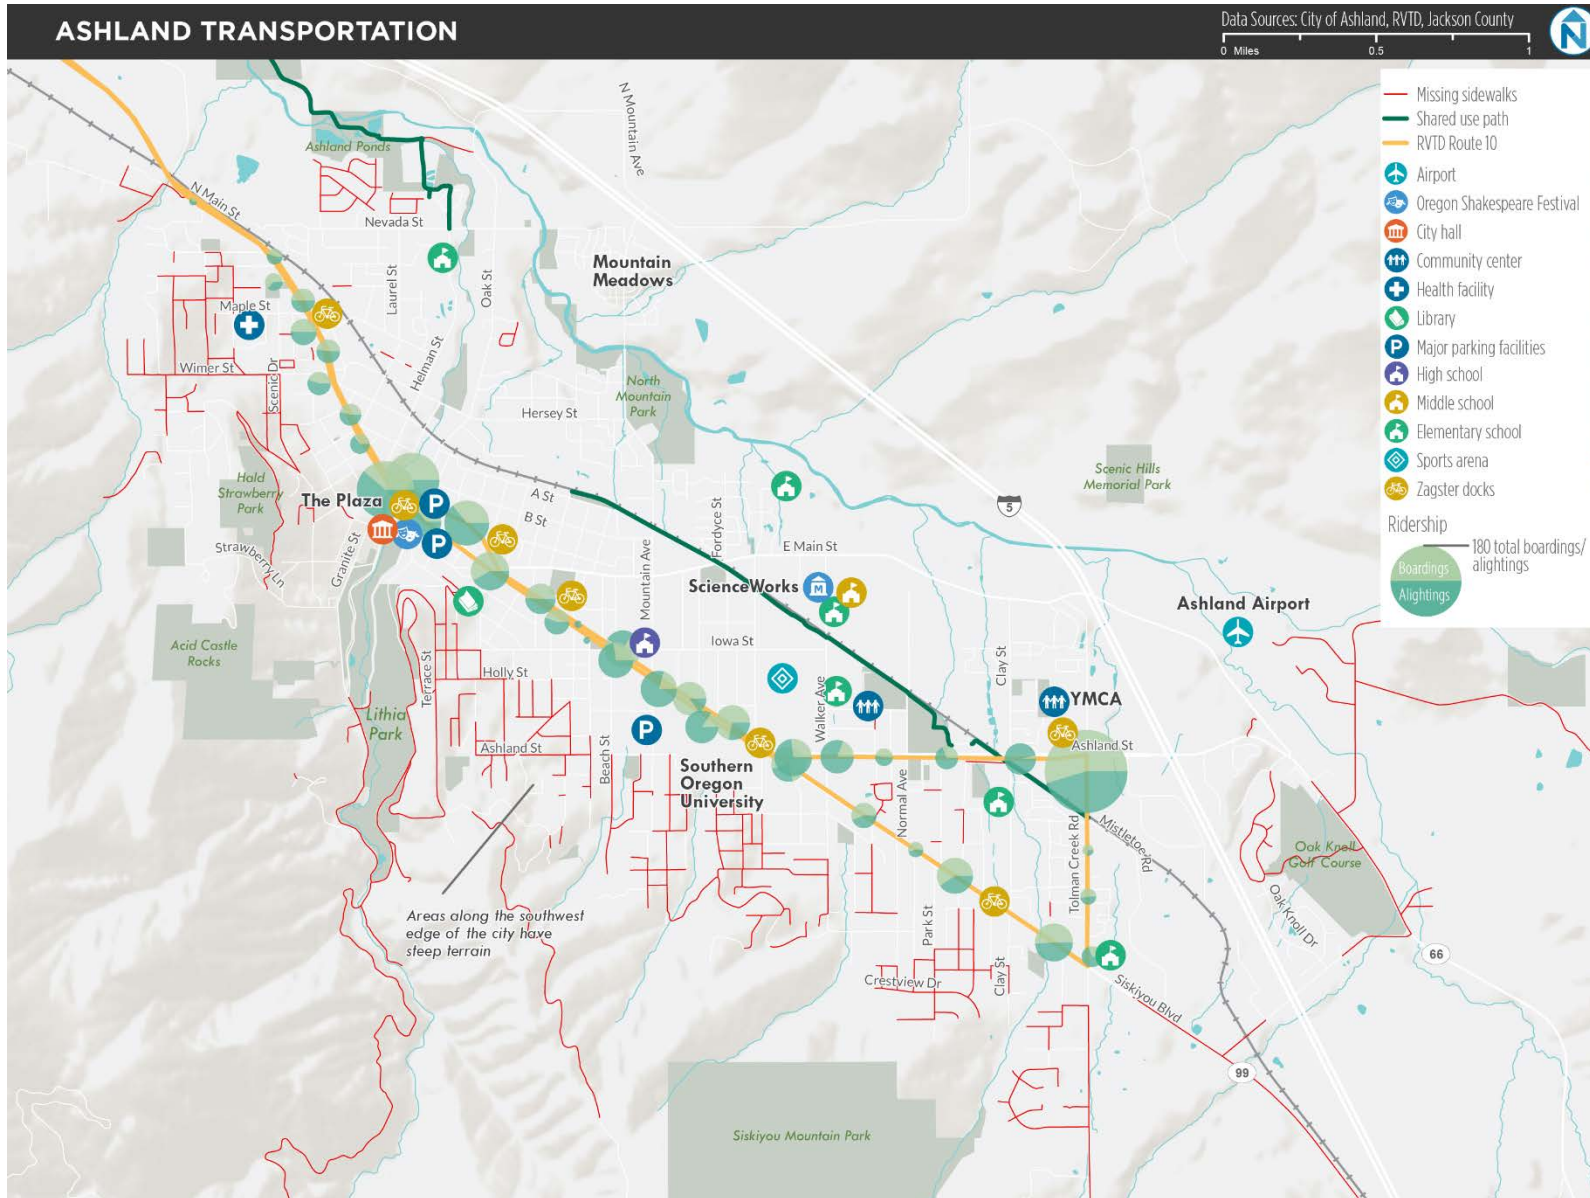 ASHLAND TRANSPORTATION
Data Sources: City of Ashland, RVTD, Jackson County
0 Miles
0.5
1
N
Missing sidewalks
Shared use path
RVTD Route 10
Airport
Oregon Shakespeare Festival
City hall
Community center
Health facility
Library
Major parking facilities
High school
Middle school
Elementary school
Sports arena
Zagster docks
Ridership
180 total boardings/
alightings
Boardings
Alightings
N Mountain Ave
Ashland Ponds
N Main St
Nevada St
Mountain
Meadows
Laurel St
Oak St
Maple St
Helman St
Wimer St
Scenic Dr
North
Mountain
Park
Hersey St
Scenic Hills
Memorial Park
Hald
Strawberry
Park
The Plaza
P
A St
B St
5
Fordyce St
E Main St
Strawberry Ln
Granite St
P
Mountain Ave
ScienceWorks
M
Ashland Airport
Acid Castle
Rocks
Iowa St
Clay St
Terrace St
Holly St
Walker Ave
YMCA
Lithia
Park
P
Ashland St
Beach St
Ashland St
Southern
Oregon
University
Normal Ave
Tolman Creek Rd
Mistletoe Rd
Oak Knoll
Golf Course
Areas along the southwest
edge of the city have
steep terrain
Park St
Oak Knoll Dr
66
Crestview Dr
Clay St
Siskiyou Blvd
99
Siskiyou Mountain Park